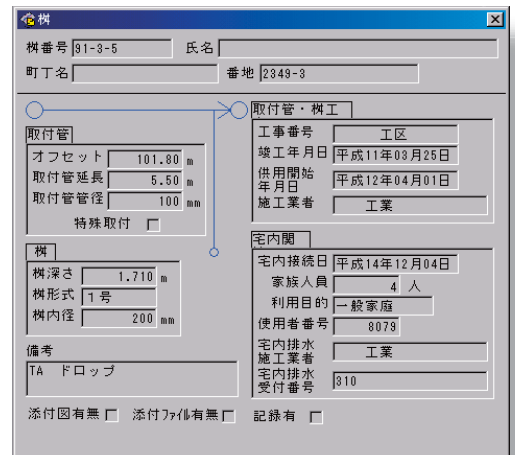 桝
桝番号 91-3-5 氏名
町丁名 番地 2349-3
取付管
オフセット 101.80 m
取付管延長 5.50 m
取付管管径 100 mm
特殊取付
桝
桝深さ 1.710 m
桝形式 1号
桝内径 200 mm
備考
TA ドロップ
添付図有無 添付ファイル有無 記録有
取付管・桝工
工事番号 工区
竣工年月日 平成11年03月25日
供用開始
年月日 平成12年04月01日
施工業者 工業
宅内関
宅内接続日 平成14年12月04日
家族人員 4 人
利用目的 一般家庭
使用者番号 8079
宅内排水
施工業者 工業
宅内排水
受付番号 310